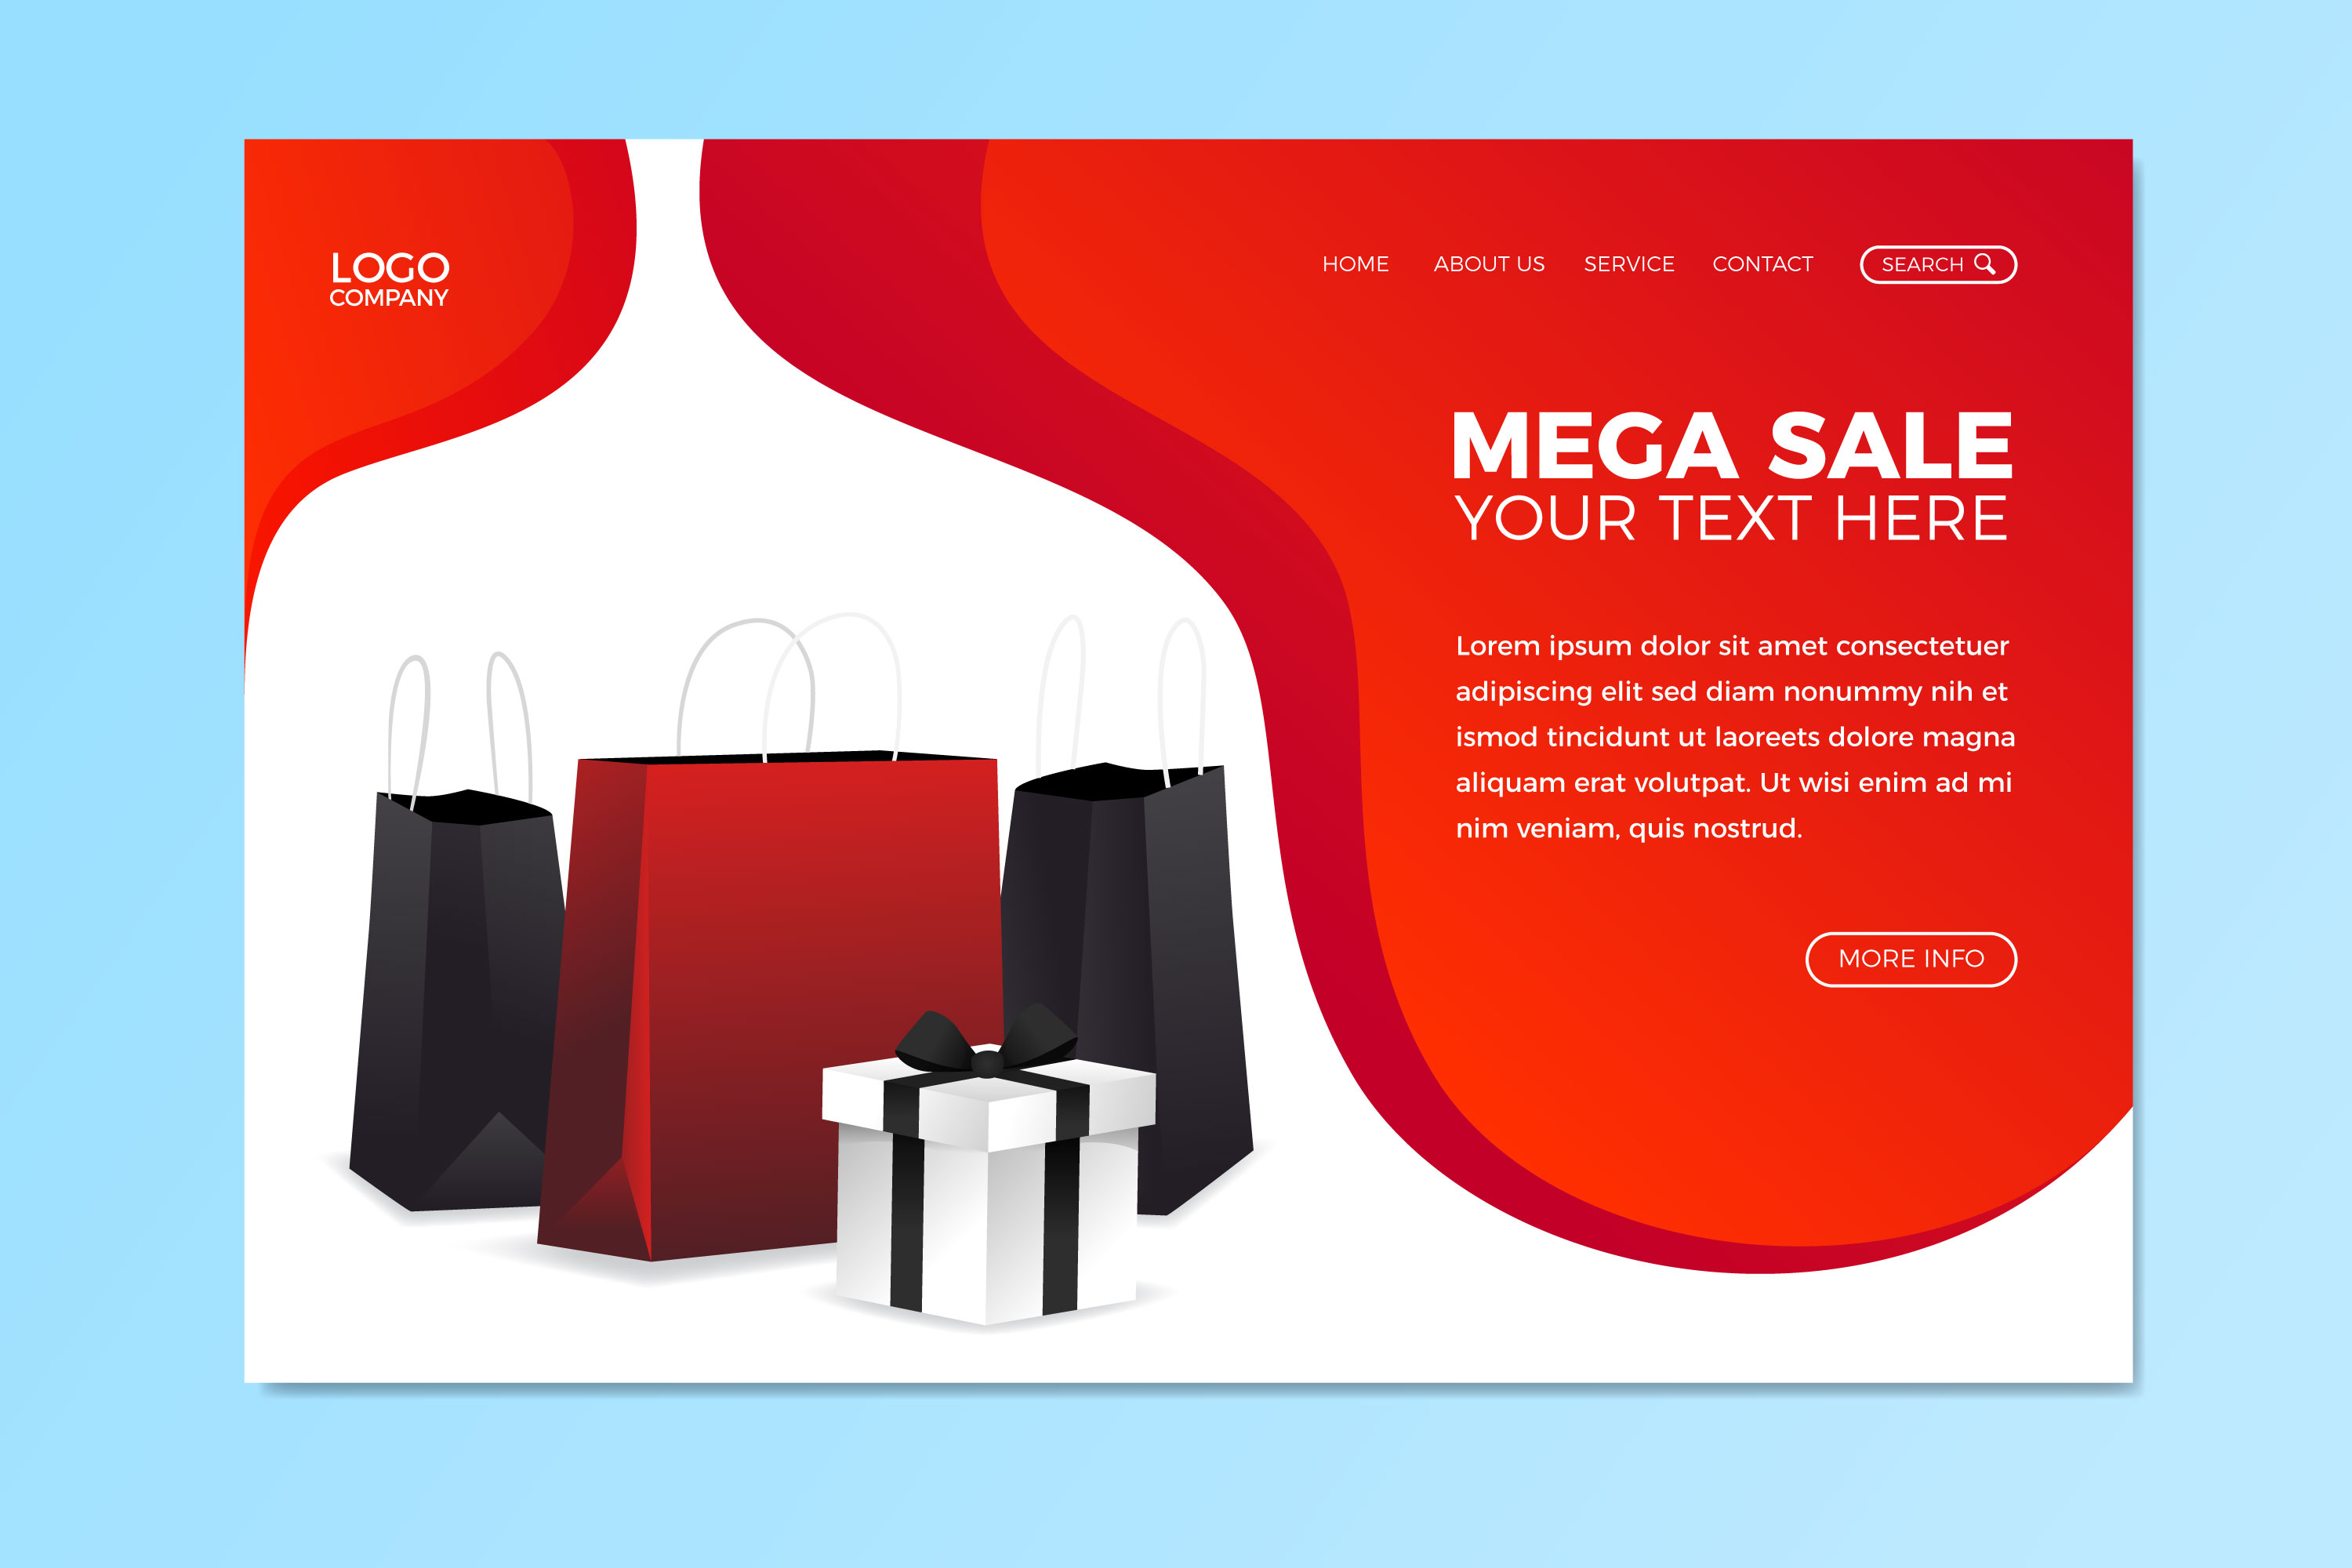 LOGO
COMPANY
HOME ABOUT US SERVICE CONTACT SEARCH
MEGA SALE
YOUR TEXT HERE
Lorem ipsum dolor sit amet consectetuer
adipiscing elit sed diam nonummy nih et
ismod tincidunt ut laoreets dolore magna
aliquam erat volutpat. Ut wisi enim ad mi
nim veniam, quis nostrud.
MORE INFO